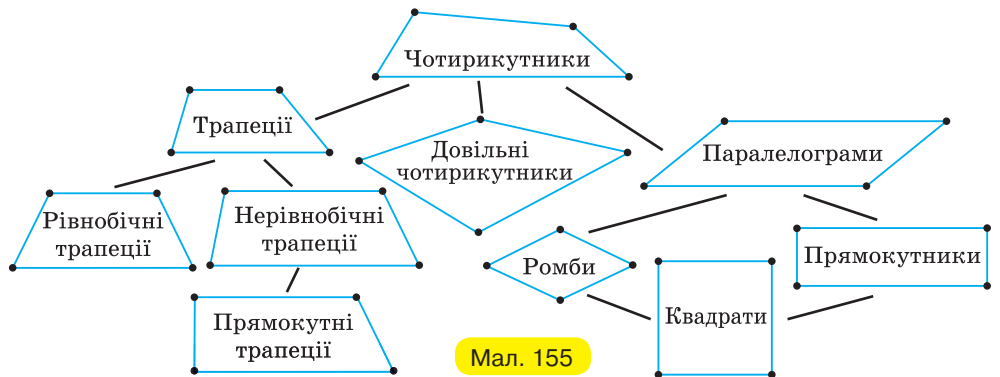 Чотирикутники
Трапеції
Довільні
чотирикутники
Паралелограми
Рівнобічні
трапеції
Нерівнобічні
трапеції
Ромби
Прямокутники
Прямокутні
трапеції
Квадрати
Мал. 155